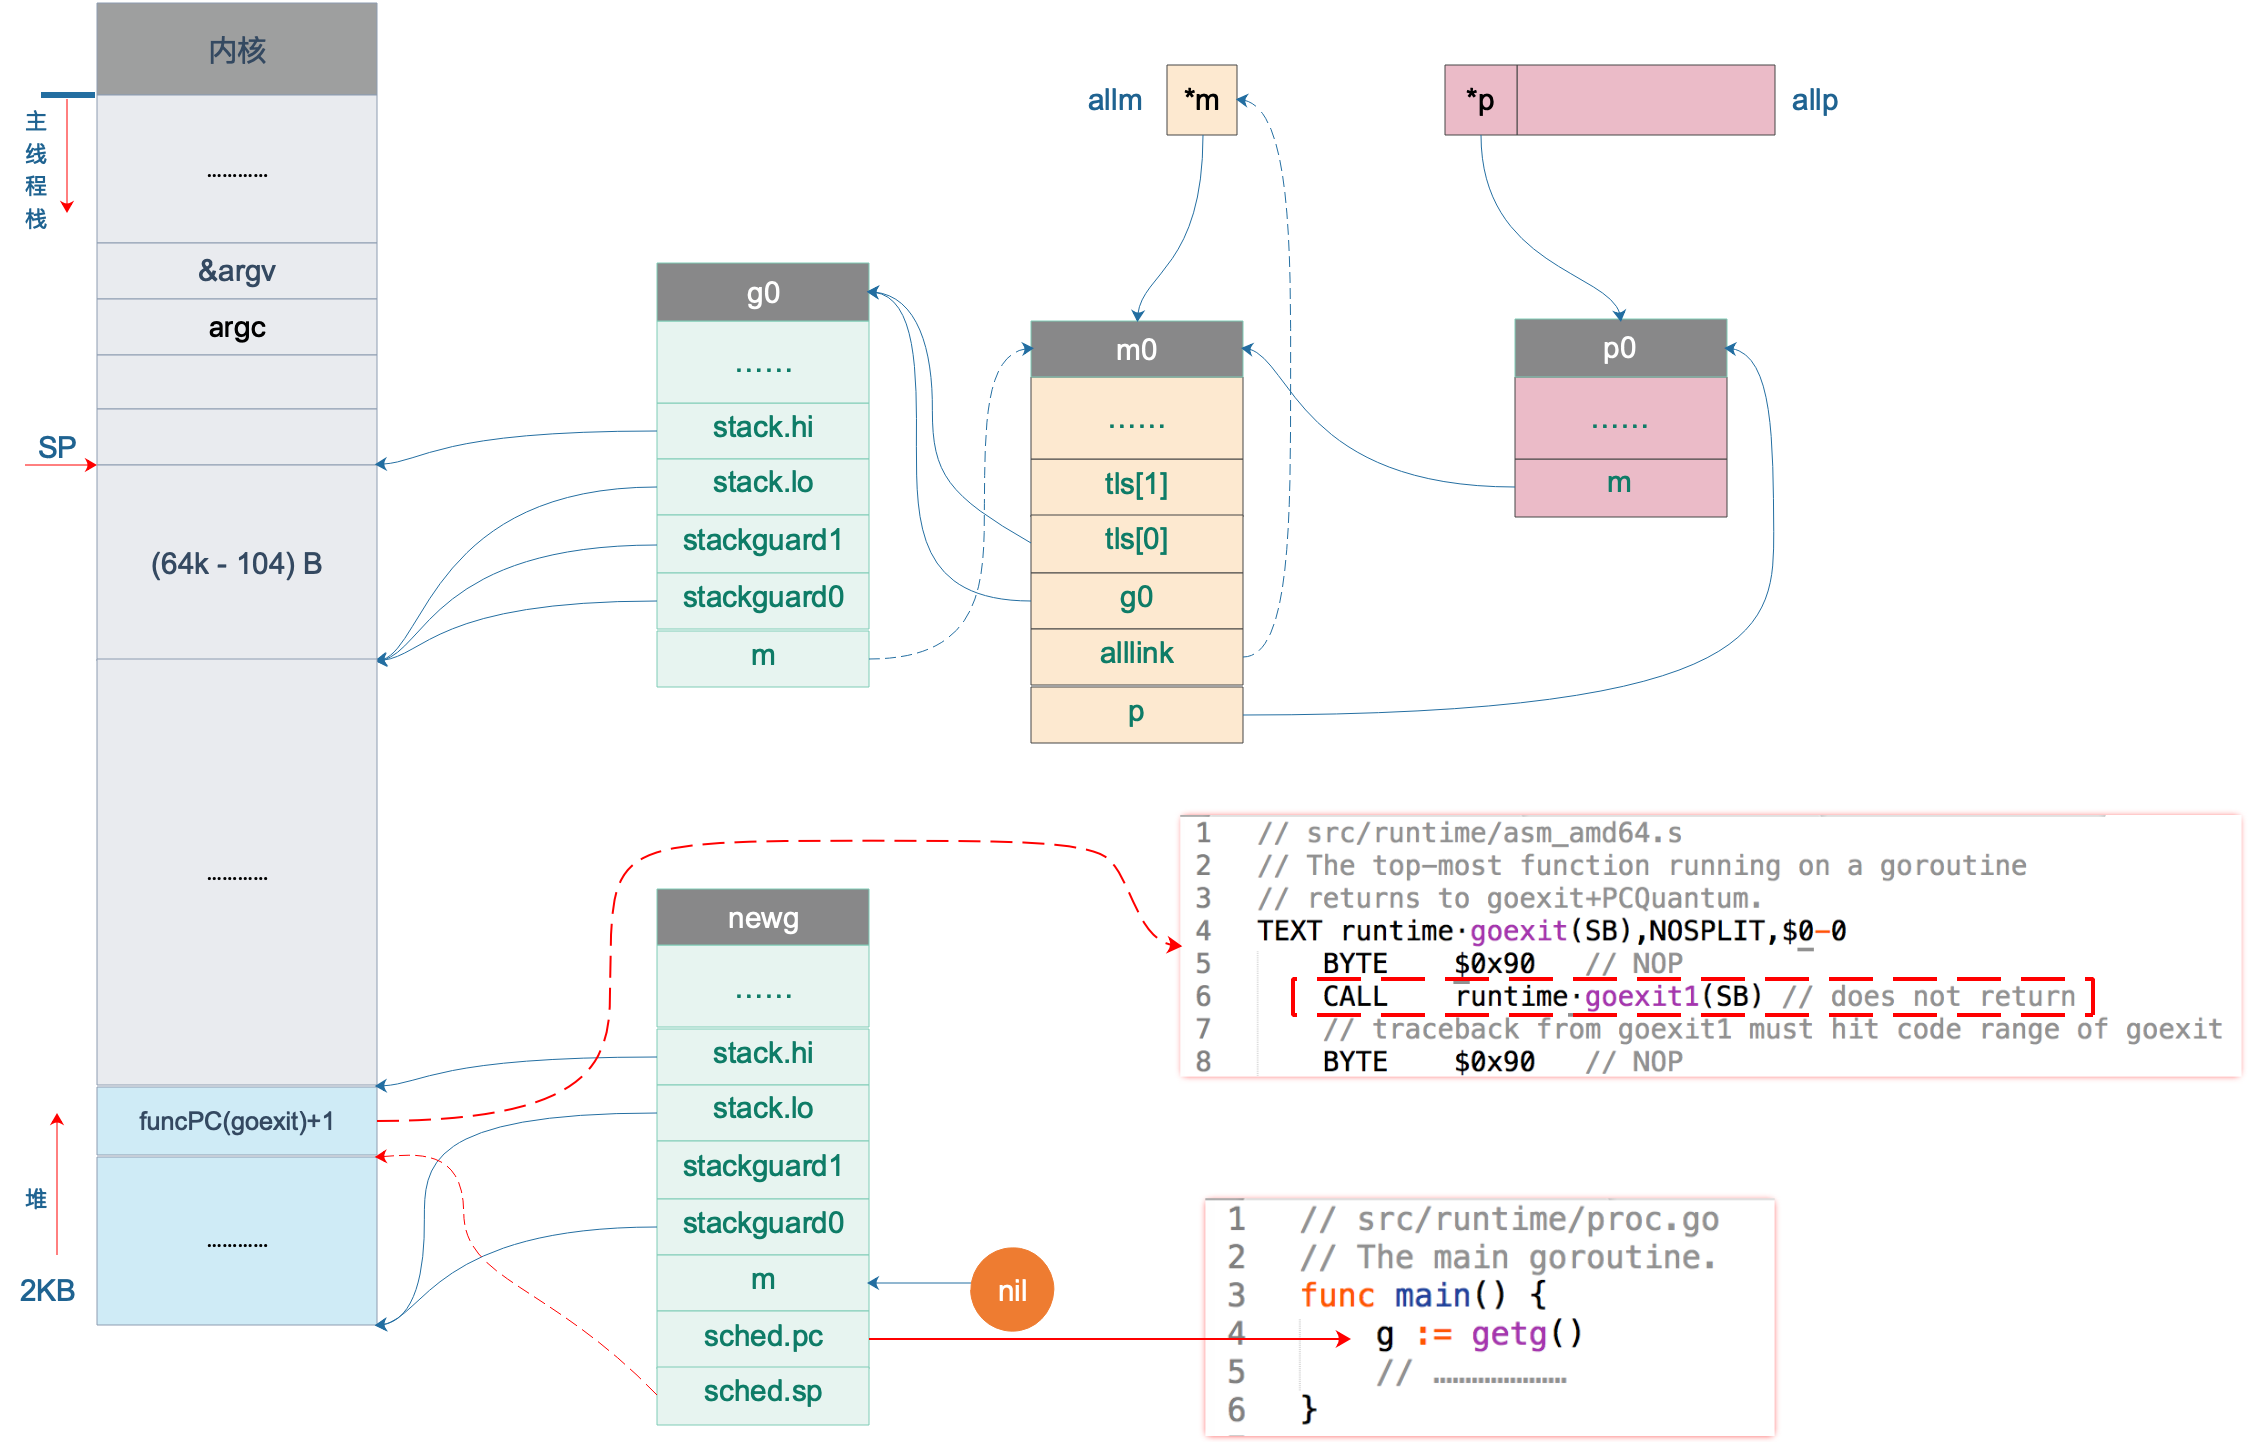 内核
主线程栈
…………
&argv
argc
SP
(64k - 104) B
…………
funcPC(goexit)+1
堆
…………
2KB
g0
……
stack.hi
stack.lo
stackguard1
stackguard0
m
allm
*m
m0
……
tls[1]
tls[0]
g0
alllink
p
*p
allp
p0
……
m
newg
……
stack.hi
stack.lo
stackguard1
stackguard0
m
sched.pc
sched.sp
nil
1 // src/runtime/asm_amd64.s
2 // The top-most function running on a goroutine
3 // returns to goexit+PCQuantum.
4 TEXT runtime·goexit(SB),NOSPLIT,$0-0
5 BYTE $0x90 // NOP
6 CALL runtime·goexit1(SB) // does not return
7 // traceback from goexit1 must hit code range of goexit
8 BYTE $0x90 // NOP
1 // src/runtime/proc.go
2 // The main goroutine.
3 func main() {
4 g := getg()
5 // …………………
6 }